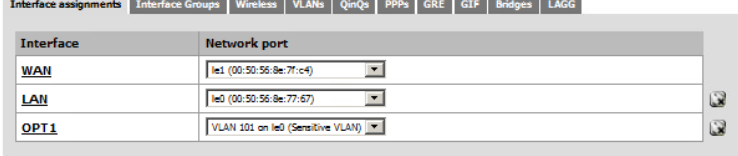 Interface assignments Interface Groups Wireless VLANs QinQ PPPs GRE GIF Bridges LAGG
Interface Network port
WAN le1 (00:50:56:8e:7f:c4)
LAN le0 (00:50:56:8e:77:67)
OPT1 VLAN 101 on le0 (Sensitive VLAN)